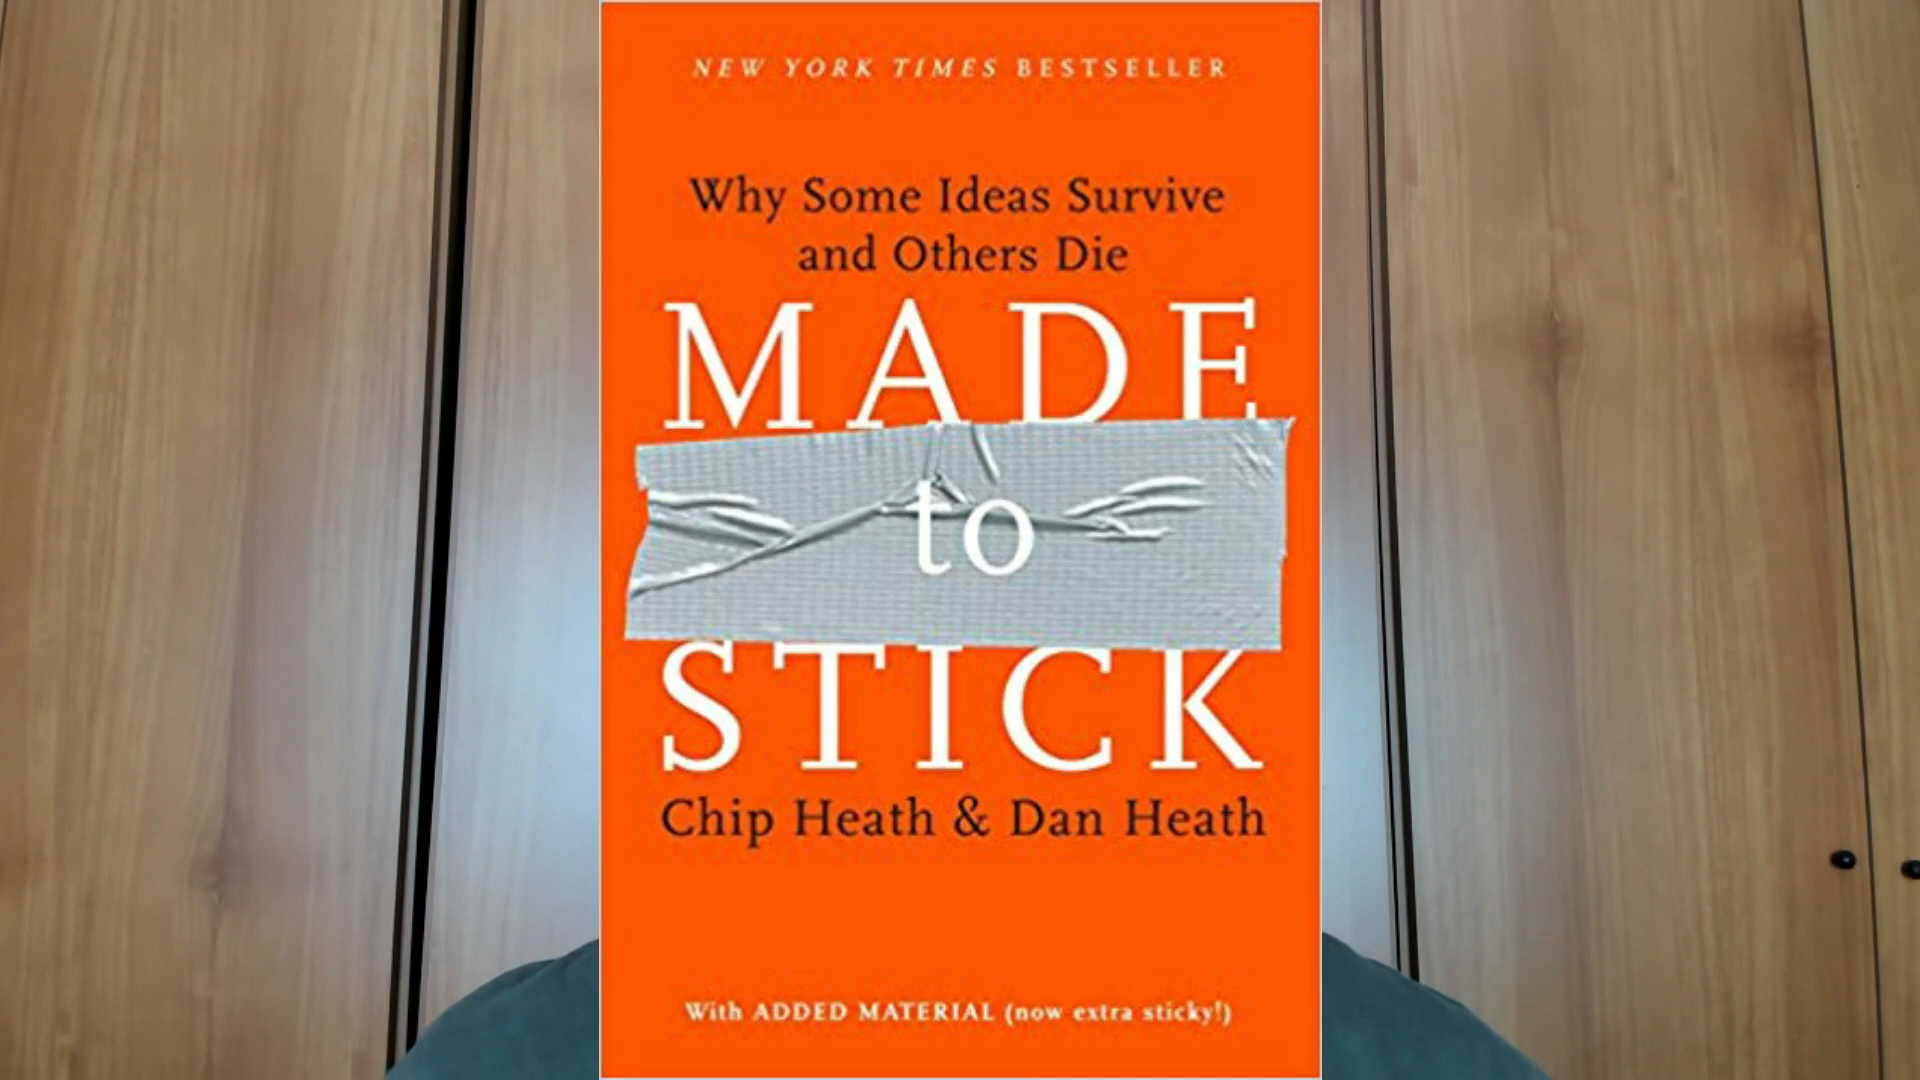 NEW YORK TIMES BESTSELLER
Why Some Ideas Survive
and Others Die
MADE
to
STICK
Chip Heath & Dan Heath
With ADDED MATERIAL (now extra sticky!)